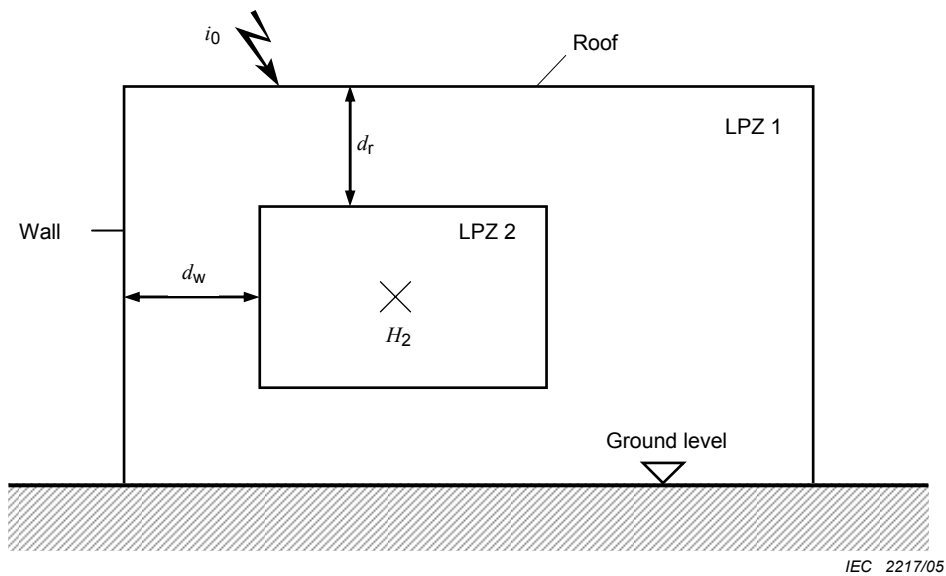 i0
Roof
LPZ 1
dr
Wall
LPZ 2
dw
H2
Ground level
IEC 2217/05